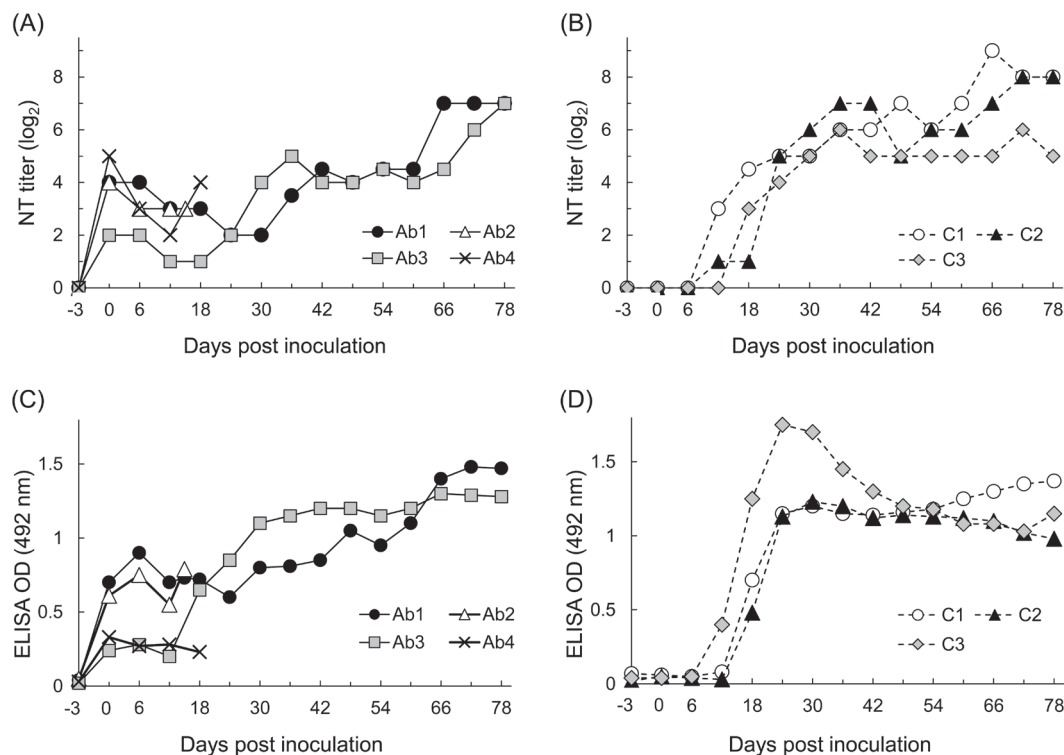 (A)
NT titer (log2)
8
6
4
2
0
-3 0 6 18 30 42 54 66 78
Days post inoculation
Ab1 Ab2
Ab3 Ab4
(B)
NT titer (log2)
8
6
4
2
0
-3 0 6 18 30 42 54 66 78
Days post inoculation
C1 C2
C3
(C)
ELISA OD (492 nm)
1.5
1
0.5
0
-3 0 6 18 30 42 54 66 78
Days post inoculation
Ab1 Ab2
Ab3 Ab4
(D)
ELISA OD (492 nm)
1.5
1
0.5
0
-3 0 6 18 30 42 54 66 78
Days post inoculation
C1 C2
C3